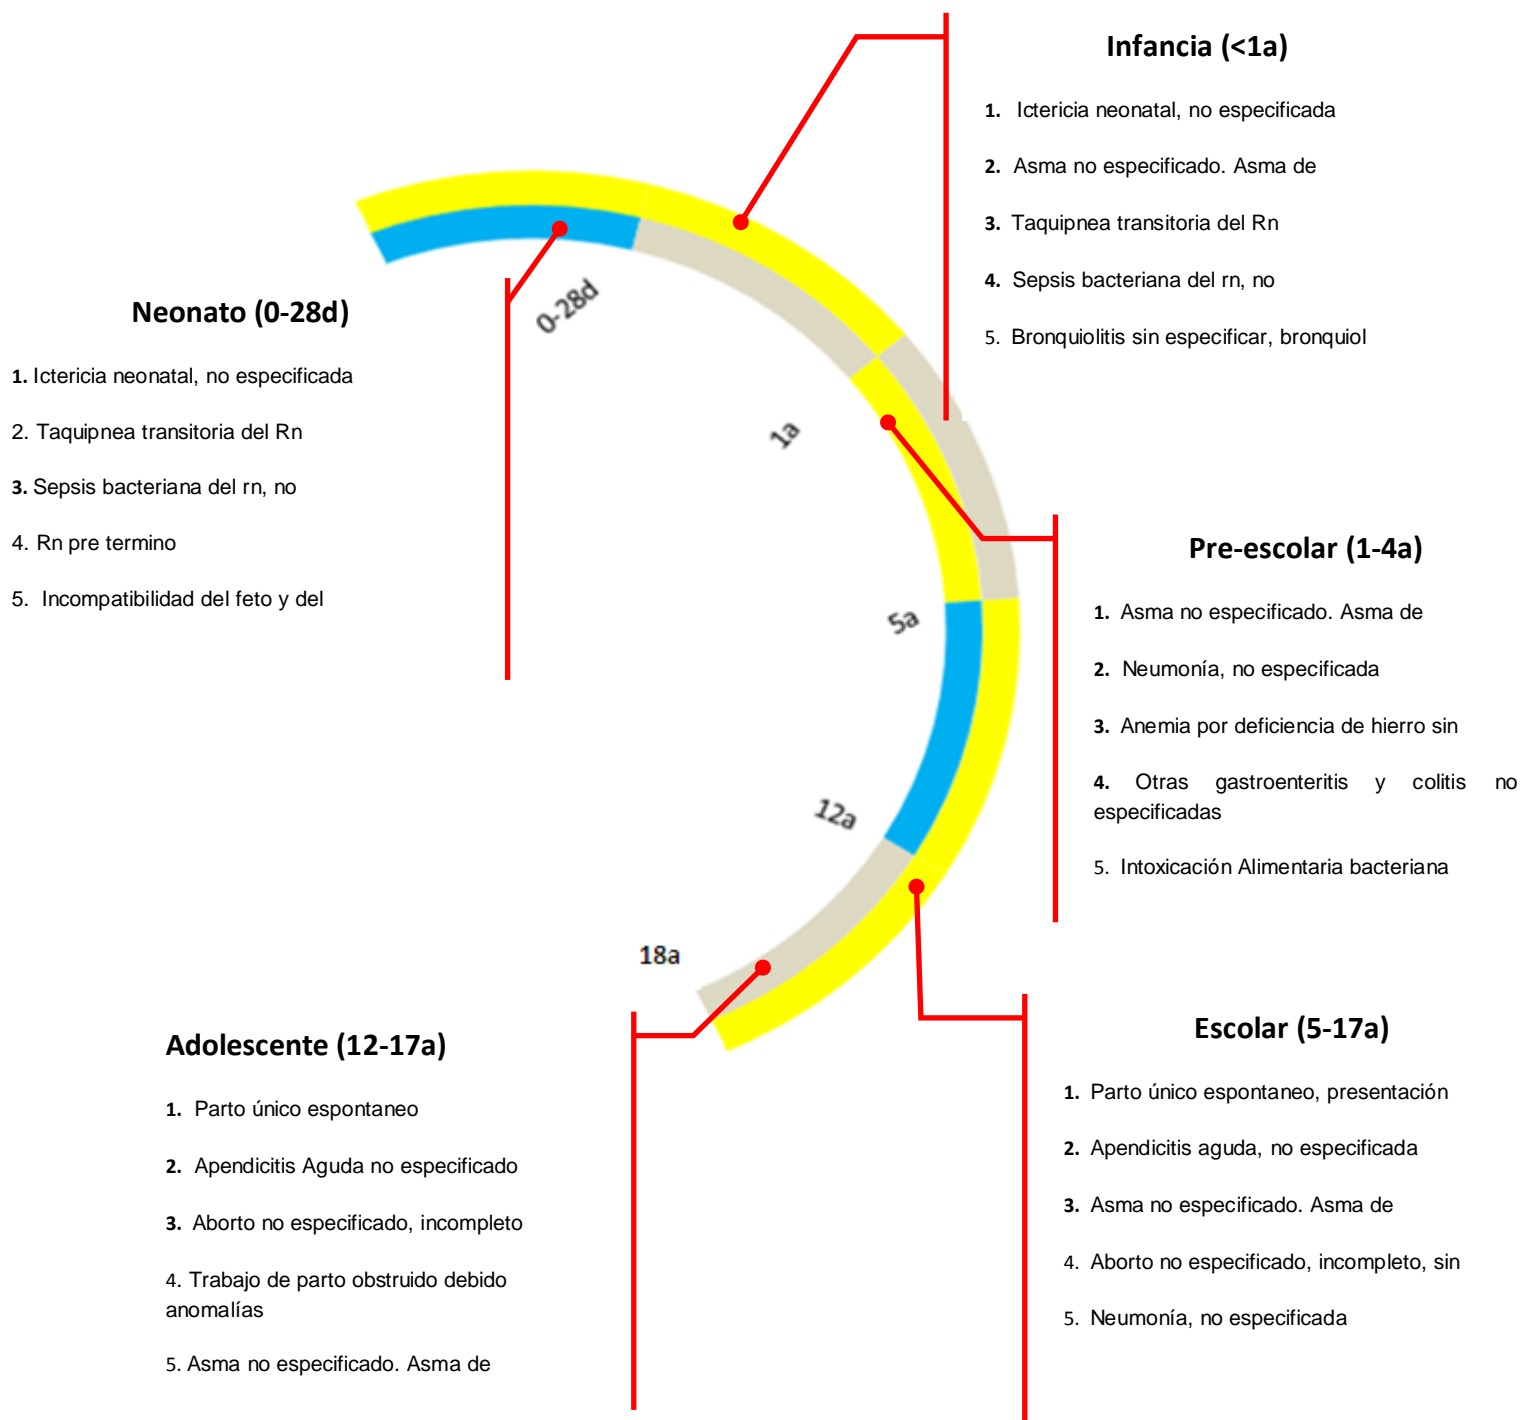 Infancia (<1a)
1. Ictericia neonatal, no especificada
2. Asma no especificado. Asma de
3. Taquipnea transitoria del Rn
4. Sepsis bacteriana del rn, no
5. Bronquiolitis sin especificar, bronquiol
Neonato (0-28d)
1. Ictericia neonatal, no especificada
2. Taquipnea transitoria del Rn
3. Sepsis bacteriana del rn, no
4. Rn pre termino
5. Incompatibilidad del feto y del
0-28d
1a
5a
12a
18a
Pre-escolar (1-4a)
1. Asma no especificado. Asma de
2. Neumonía, no especificada
3. Anemia por deficiencia de hierro sin
4. Otras gastroenteritis y colitis no
especificadas
5. Intoxicación Alimentaria bacteriana
Adolescente (12-17a)
1. Parto único espontaneo
2. Apendicitis Aguda no especificado
3. Aborto no especificado, incompleto
4. Trabajo de parto obstruido debido
anomalías
5. Asma no especificado. Asma de
Escolar (5-17a)
1. Parto único espontaneo, presentación
2. Apendicitis aguda, no especificada
3. Asma no especificado. Asma de
4. Aborto no especificado, incompleto, sin
5. Neumonía, no especificada